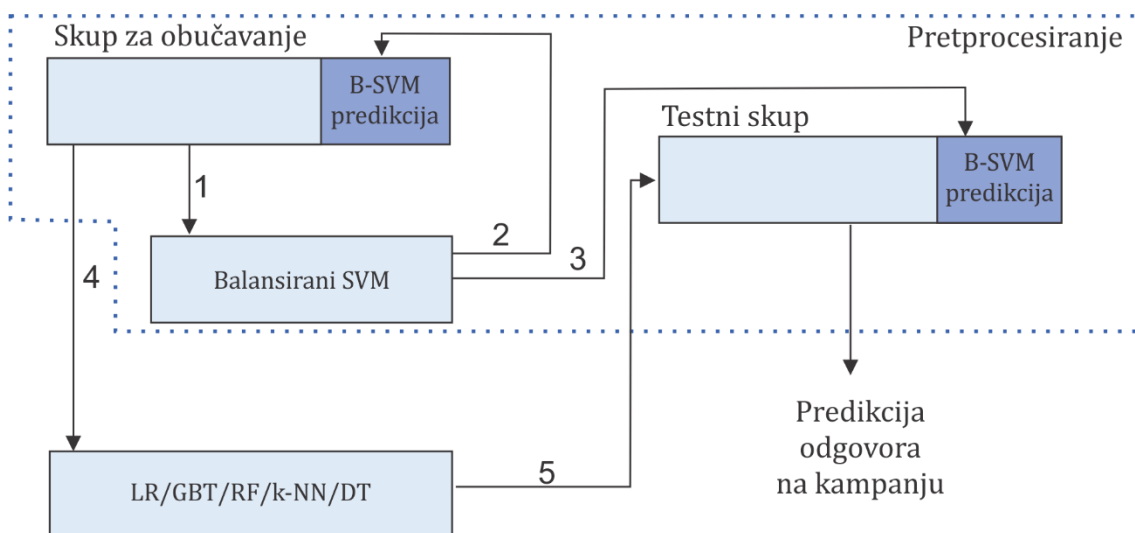 Skup za obučavanje
Pretprocesiranje
B-SVM
predikcija
Testni skup
B-SVM
predikcija
1
2
3
Balansirani SVM
4
Predikcija
odgovora
na kampanju
5
LR/GBT/RF/k-NN/DT